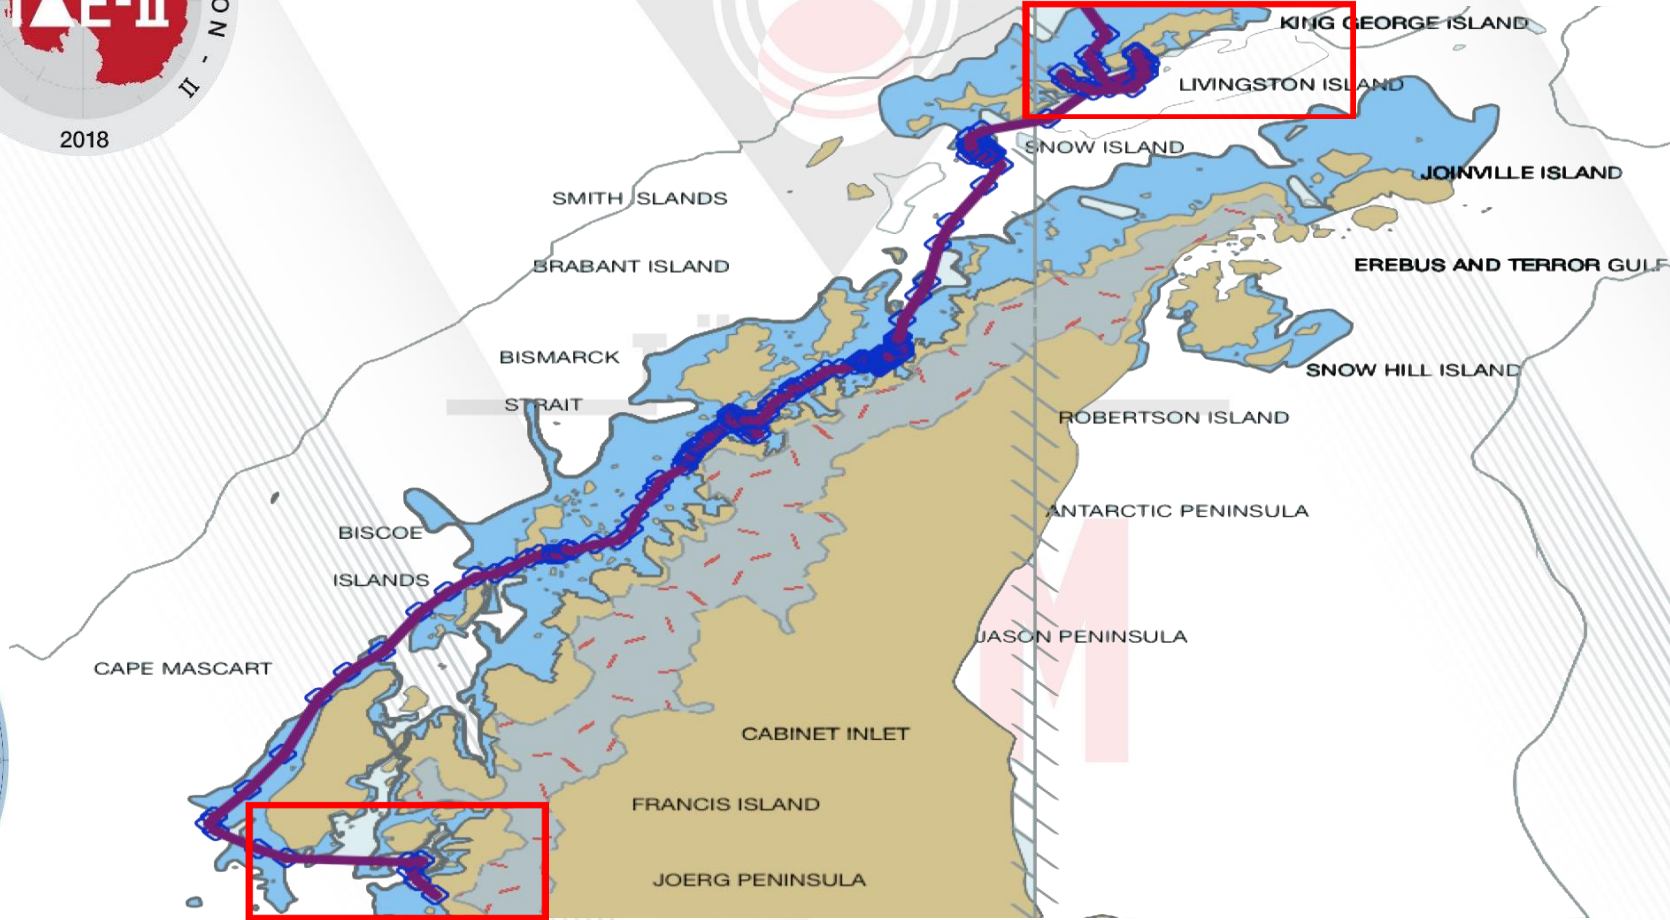 KING GEORGE ISLAND
LIVINGSTON ISLAND
2018
SNOW ISLAND
JOINVILLE ISLAND
SMITH ISLANDS
BRABANT ISLAND
EREBUS AND TERROR GULF
BISMARCK
STRAIT
SNOW HILL ISLAND
ROBERTSON ISLAND
ANTARCTIC PENINSULA
BISCOE
ISLANDS
JASON PENINSULA
CAPE MASCART
CABINET INLET
FRANCIS ISLAND
JOERG PENINSULA